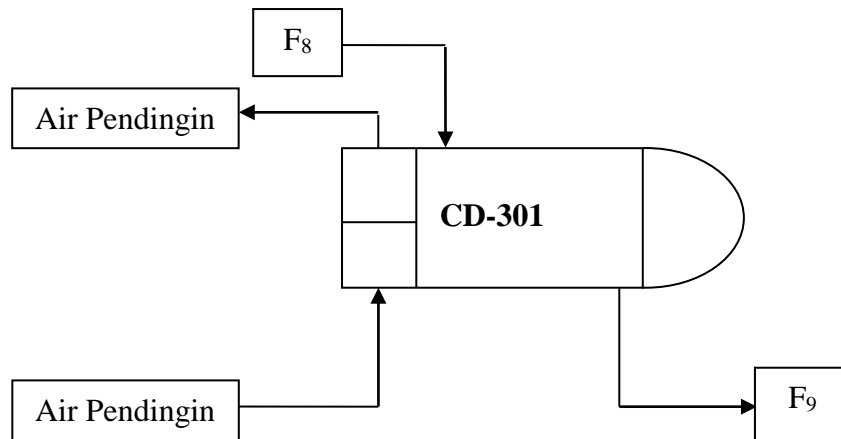 F₈
Air Pendingin
CD-301
Air Pendingin
F₉